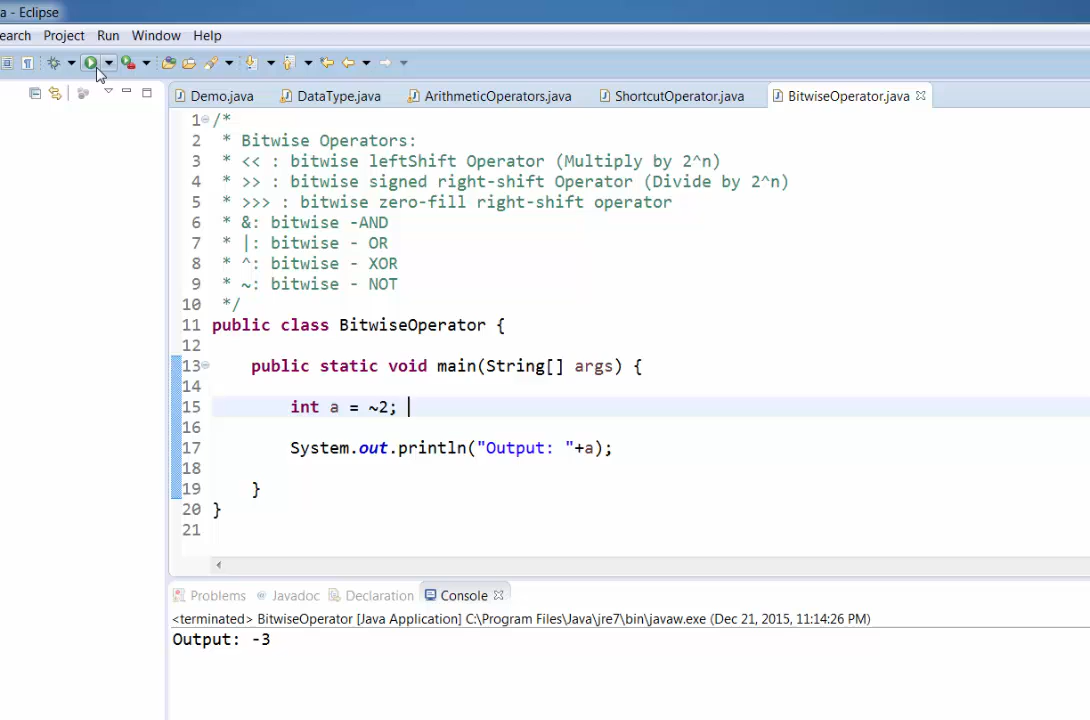 a - Eclipse
earch Project Run Window Help
Demo.java DataType.java ArithmeticOperators.java ShortcutOperator.java BitwiseOperator.java
1 /*
2 * Bitwise Operators:
3 * << : bitwise leftShift Operator (Multiply by 2^n)
4 * >> : bitwise signed right-shift Operator (Divide by 2^n)
5 * >>> : bitwise zero-fill right-shift operator
6 * &: bitwise -AND
7 * |: bitwise - OR
8 * ^: bitwise - XOR
9 * ~: bitwise - NOT
10 */
11 public class BitwiseOperator {
12
13 public static void main(String[] args) {
14
15 int a = ~2;
16
17 System.out.println("Output: "+a);
18
19 }
20 }
21
Problems Javadoc Declaration Console
<terminated> BitwiseOperator [Java Application] C:\Program Files\Java\jre7\bin\javaw.exe (Dec 21, 2015, 11:14:26 PM)
Output: -3